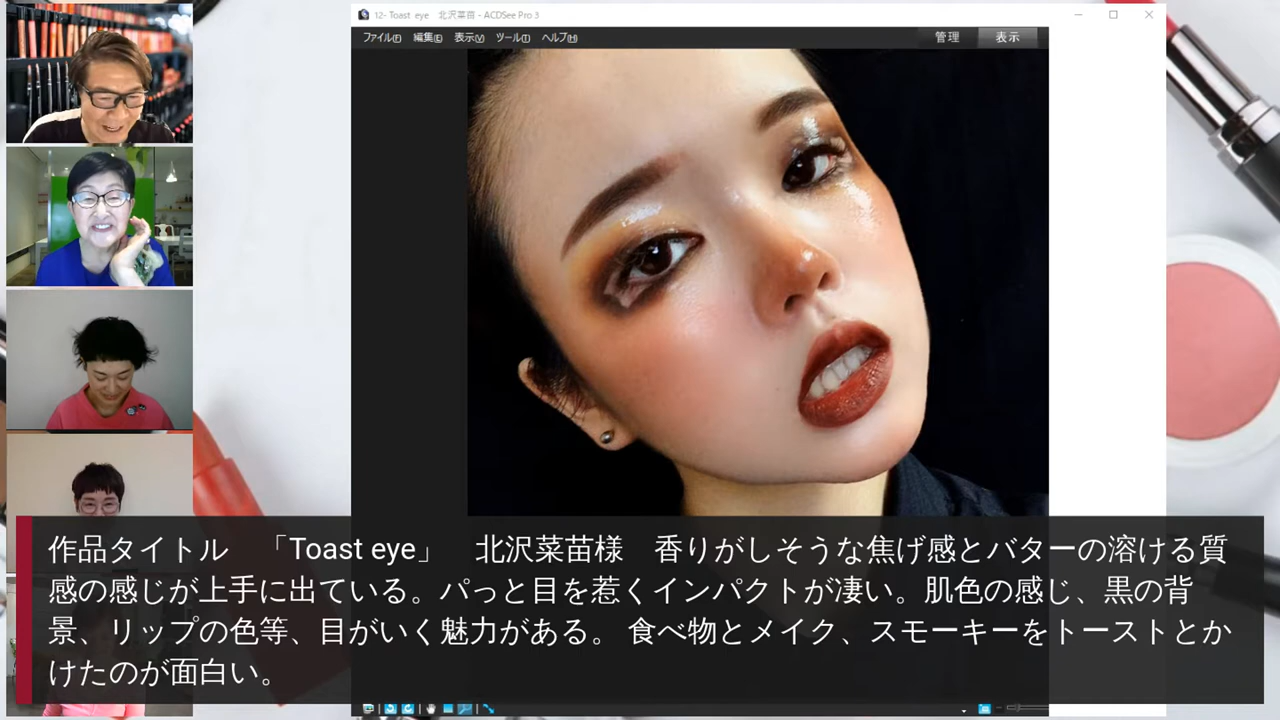 12- Toast eye 北沢菜苗 - ACDSee Pro 3
ファイル(F) 編集(E) 表示(V) ツール(T) ヘルプ(H) 管理 表示
作品タイトル 「Toast eye」 北沢菜苗様 香りがしそうな焦げ感とバターの溶ける質
感の感じが上手に出ている。パっと目を惹くインパクトが凄い。肌色の感じ、黒の背
景、リップの色等、目がいく魅力がある。 食べ物とメイク、スモーキーをトーストとか
けたのが面白い。